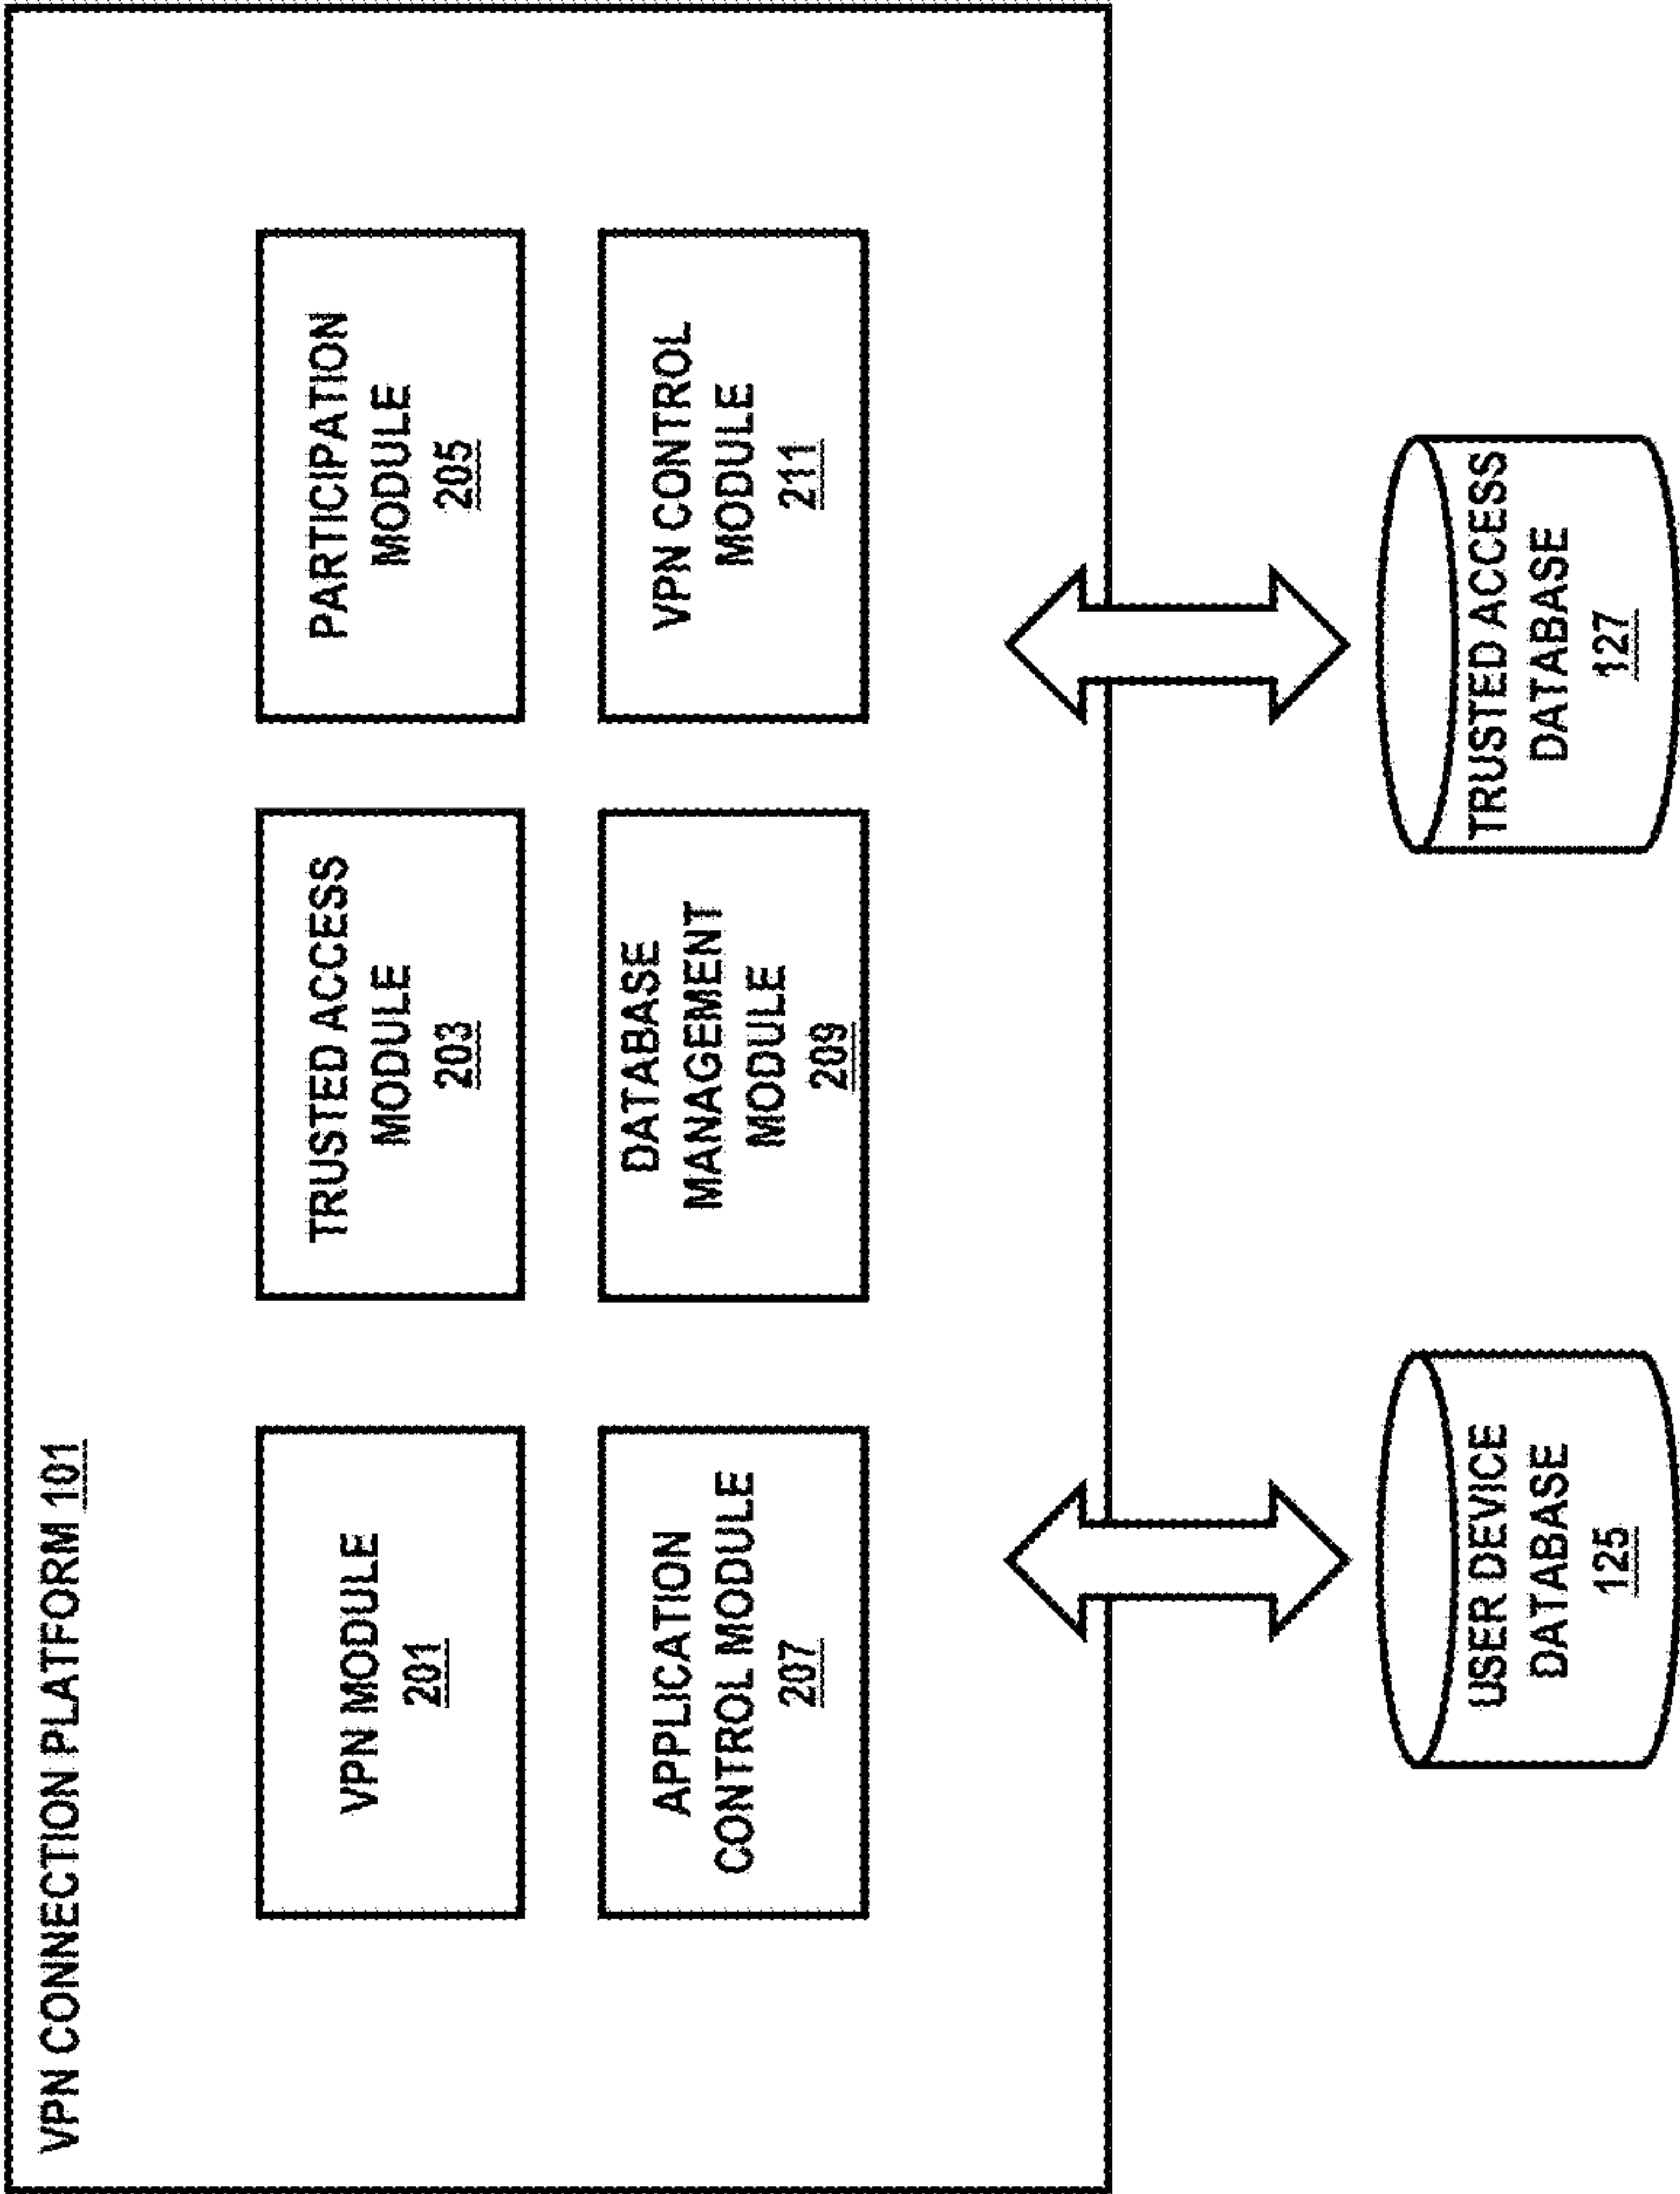 VPN CONNECTION PLATFORM 101
VPN MODULE
201
TRUSTED ACCESS
MODULE
203
PARTICIPATION
MODULE
205
APPLICATION
CONTROL MODULE
207
DATABASE
MANAGEMENT
MODULE
209
VPN CONTROL
MODULE
211
USER DEVICE
DATABASE
125
TRUSTED ACCESS
DATABASE
127